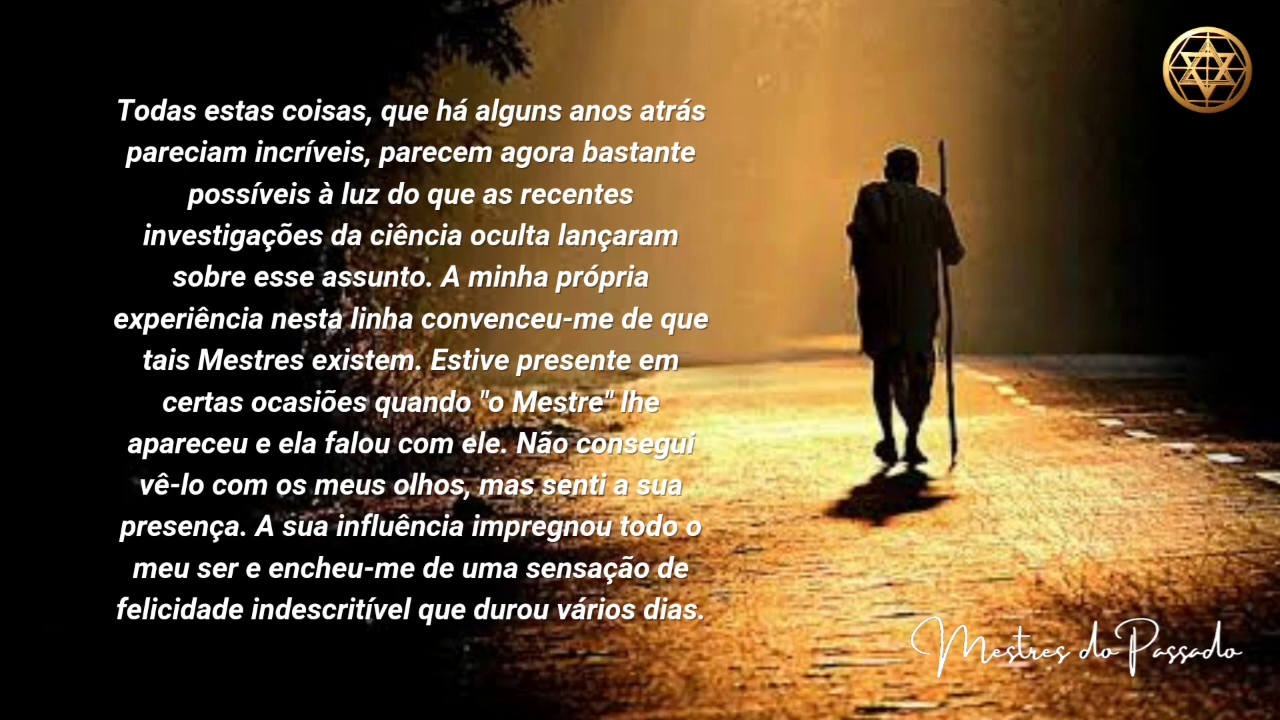 Todas estas coisas, que há alguns anos atrás
pareciam incríveis, parecem agora bastante
possíveis à luz do que as recentes
investigações da ciência oculta lançaram
sobre esse assunto. A minha própria
experiência nesta linha convenceu-me de que
tais Mestres existem. Estive presente em
certas ocasiões quando "o Mestre" lhe
apareceu e ela falou com ele. Não consegui
vê-lo com os meus olhos, mas senti a sua
presença. A sua influência impregnou todo o
meu ser e encheu-me de uma sensação de
felicidade indescritível que durou vários dias.
Mestres do Passado